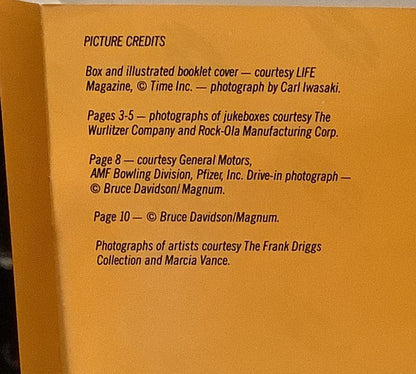 PICTURE CREDITS
Box and illustrated booklet cover — courtesy LIFE
Magazine, © Time Inc. — photograph by Carl Iwasaki.
Pages 3-5 — photographs of jukeboxes courtesy The
Wurlitzer Company and Rock-Ola Manufacturing Corp.
Page 8 — courtesy General Motors,
AMF Bowling Division, Pfizer, Inc. Drive-in photograph —
© Bruce Davidson/ Magnum.
Page 10 — © Bruce Davidson/Magnum.
Photographs of artists courtesy The Frank Driggs
Collection and Marcia Vance.